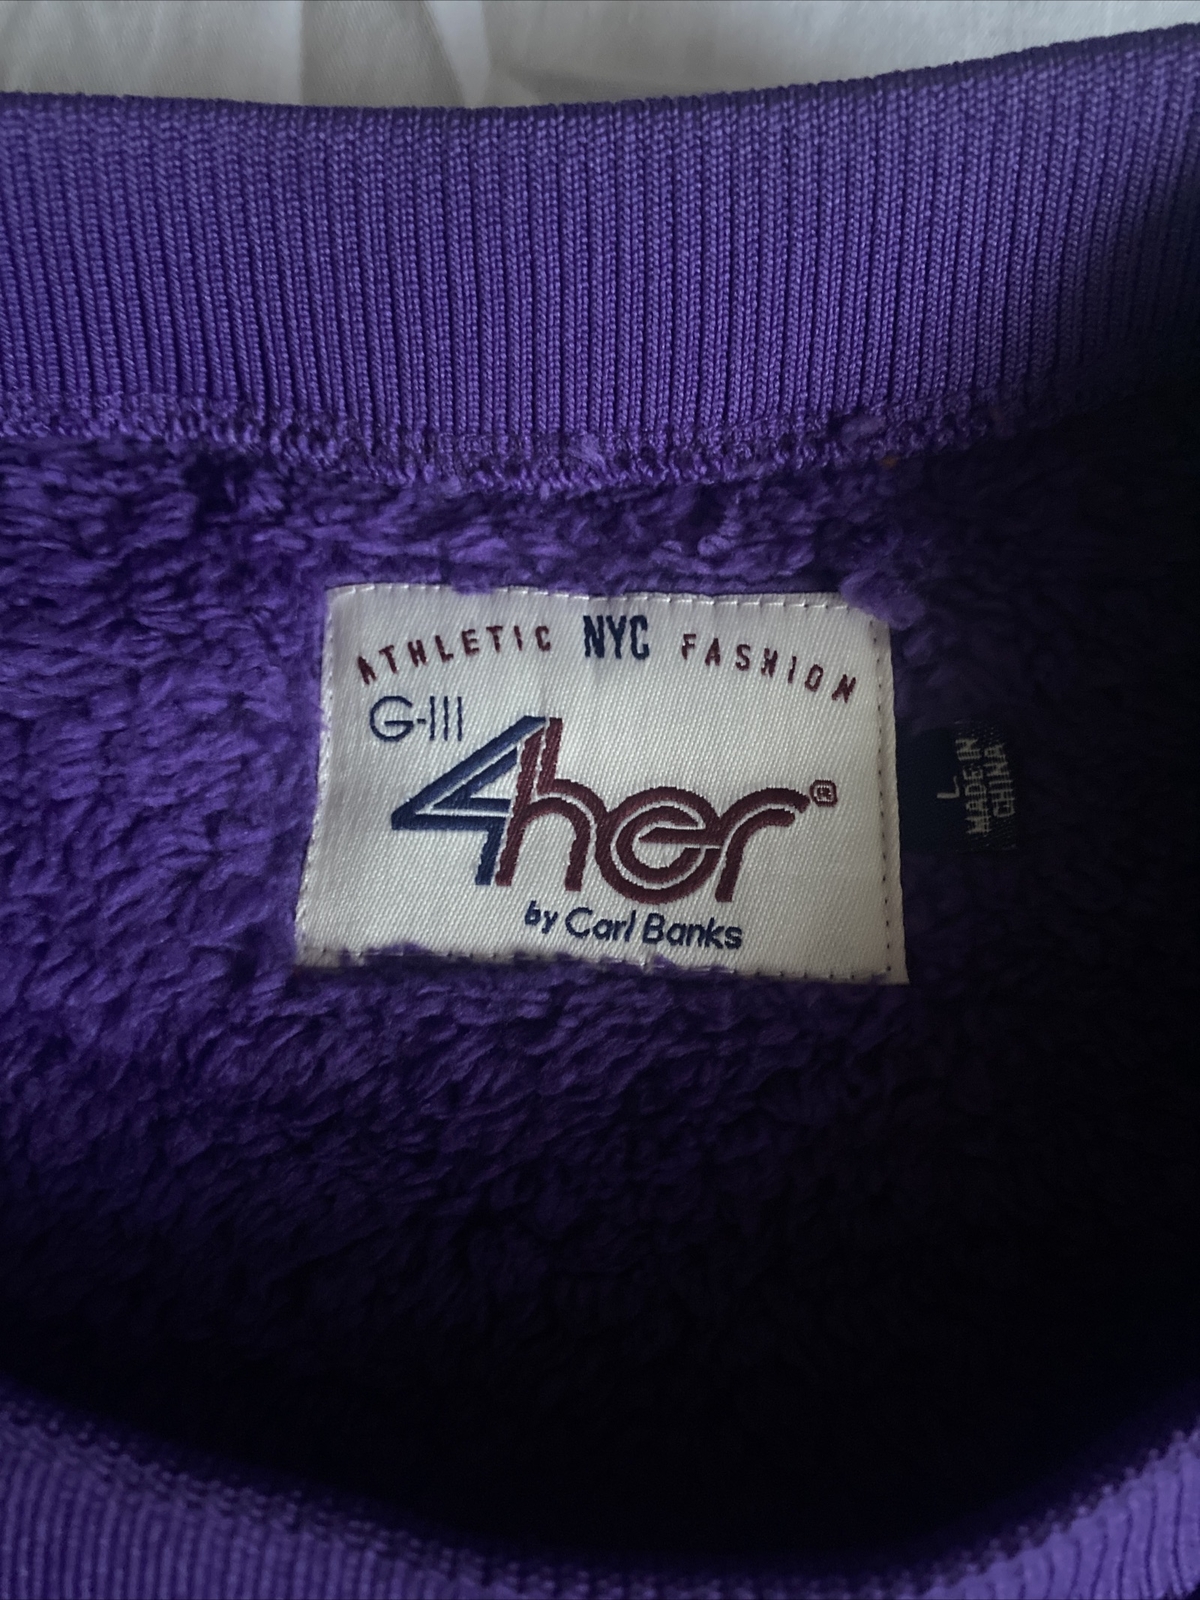 ATHLETIC NYC FASHION
G-III
4her®
by Carl Banks
L
MADE IN
CHINA